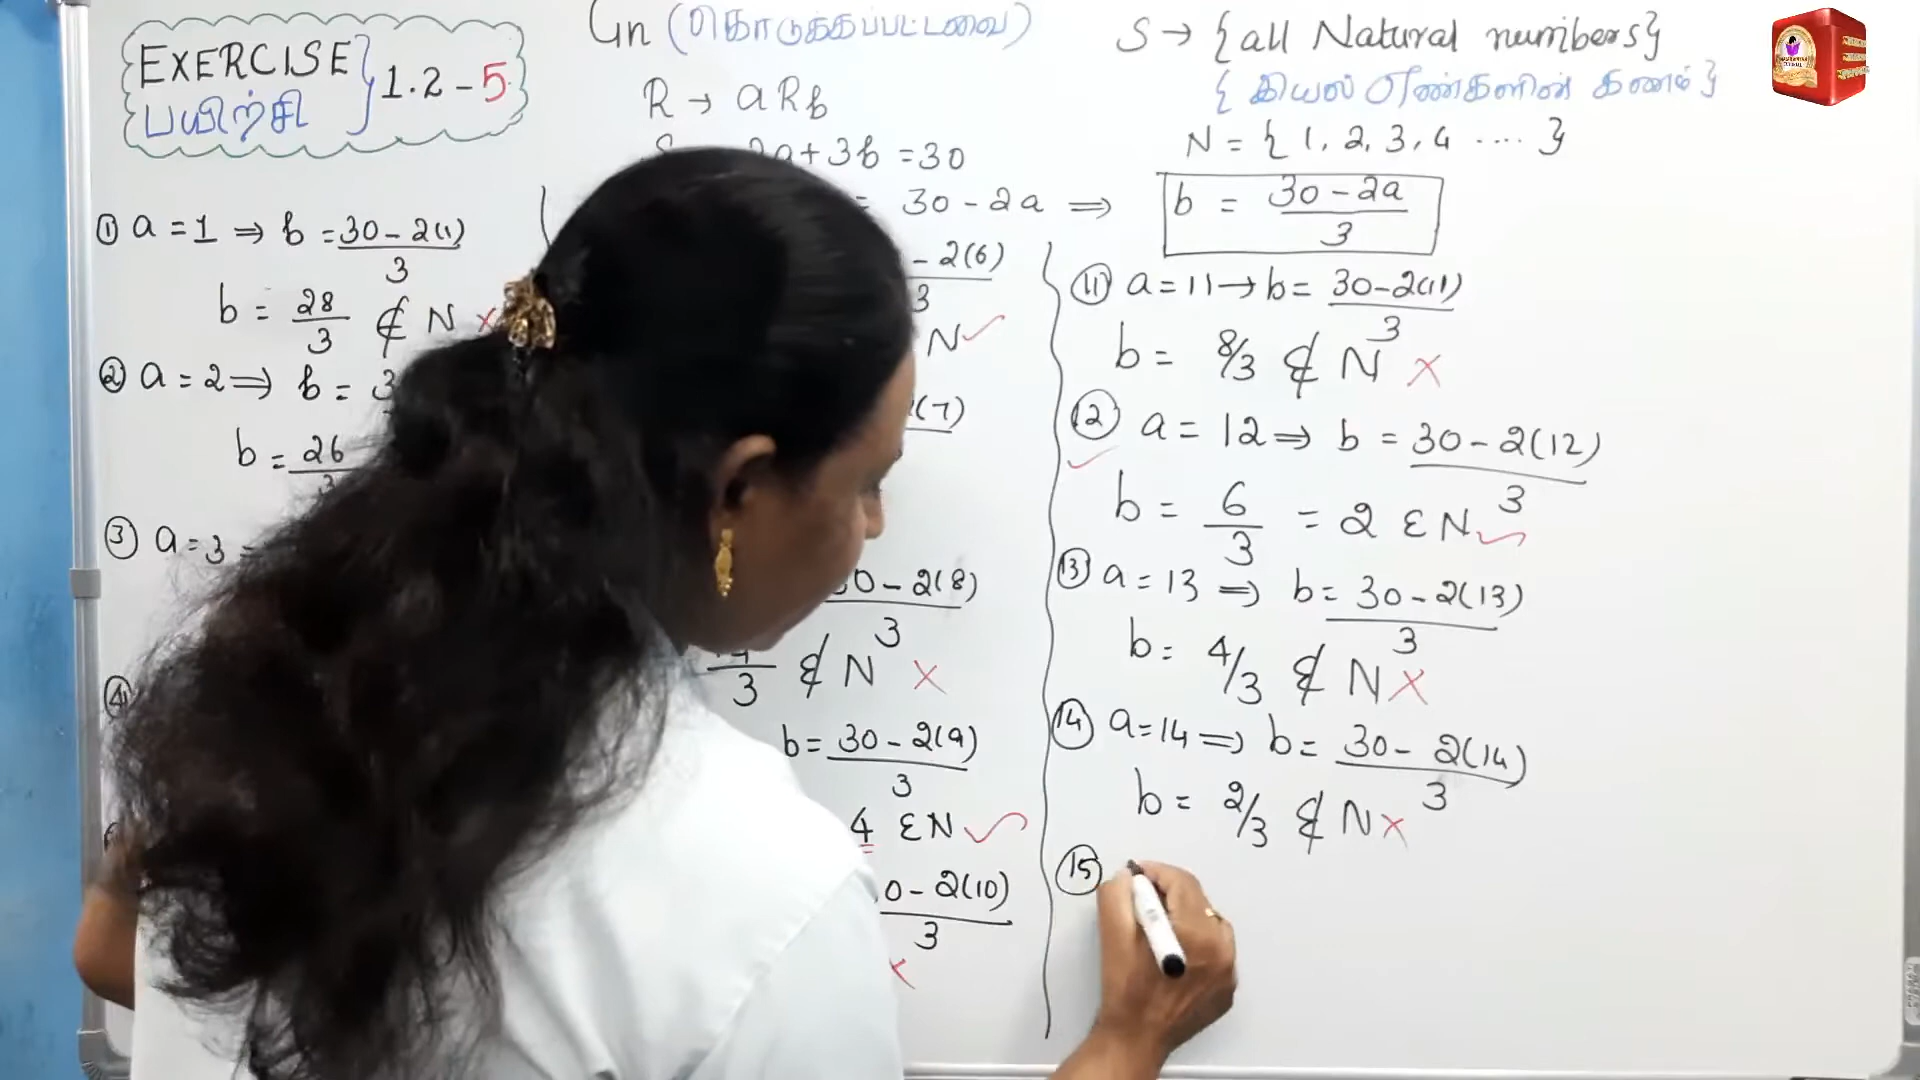 EXERCISE
பயிற்சி
1.2 - 5
Gn (கொடுக்கப்பட்டவை)
R → aRb
2a + 3b = 30
= 30 - 2a ⇒
S → {all Natural numbers}
{ இயல் எண்களின் கணம் }
N = { 1, 2, 3, 4 .... }
b = (30 - 2a)/3
① a = 1 ⇒ b = (30 - 2(1))/3
b = 28/3 ∉ N ×
② a = 2 ⇒ b = 3
b = 26/3
③ a = 3 =
④
- 2(6)
3
N ✓
(7)
0 - 2(8)
3
/3 ∉ N ×
b = (30 - 2(9))/3
4 ∈ N ✓
0 - 2(10)
3
×
⑪ a = 11 → b = (30 - 2(11))/3
b = 8/3 ∉ N ×
⑫ a = 12 ⇒ b = (30 - 2(12))/3
✓
b = 6/3 = 2 ∈ N ✓
⑬ a = 13 ⇒ b = (30 - 2(13))/3
b = 4/3 ∉ N ×
⑭ a = 14 ⇒ b = (30 - 2(14))/3
b = 2/3 ∉ N ×
⑮